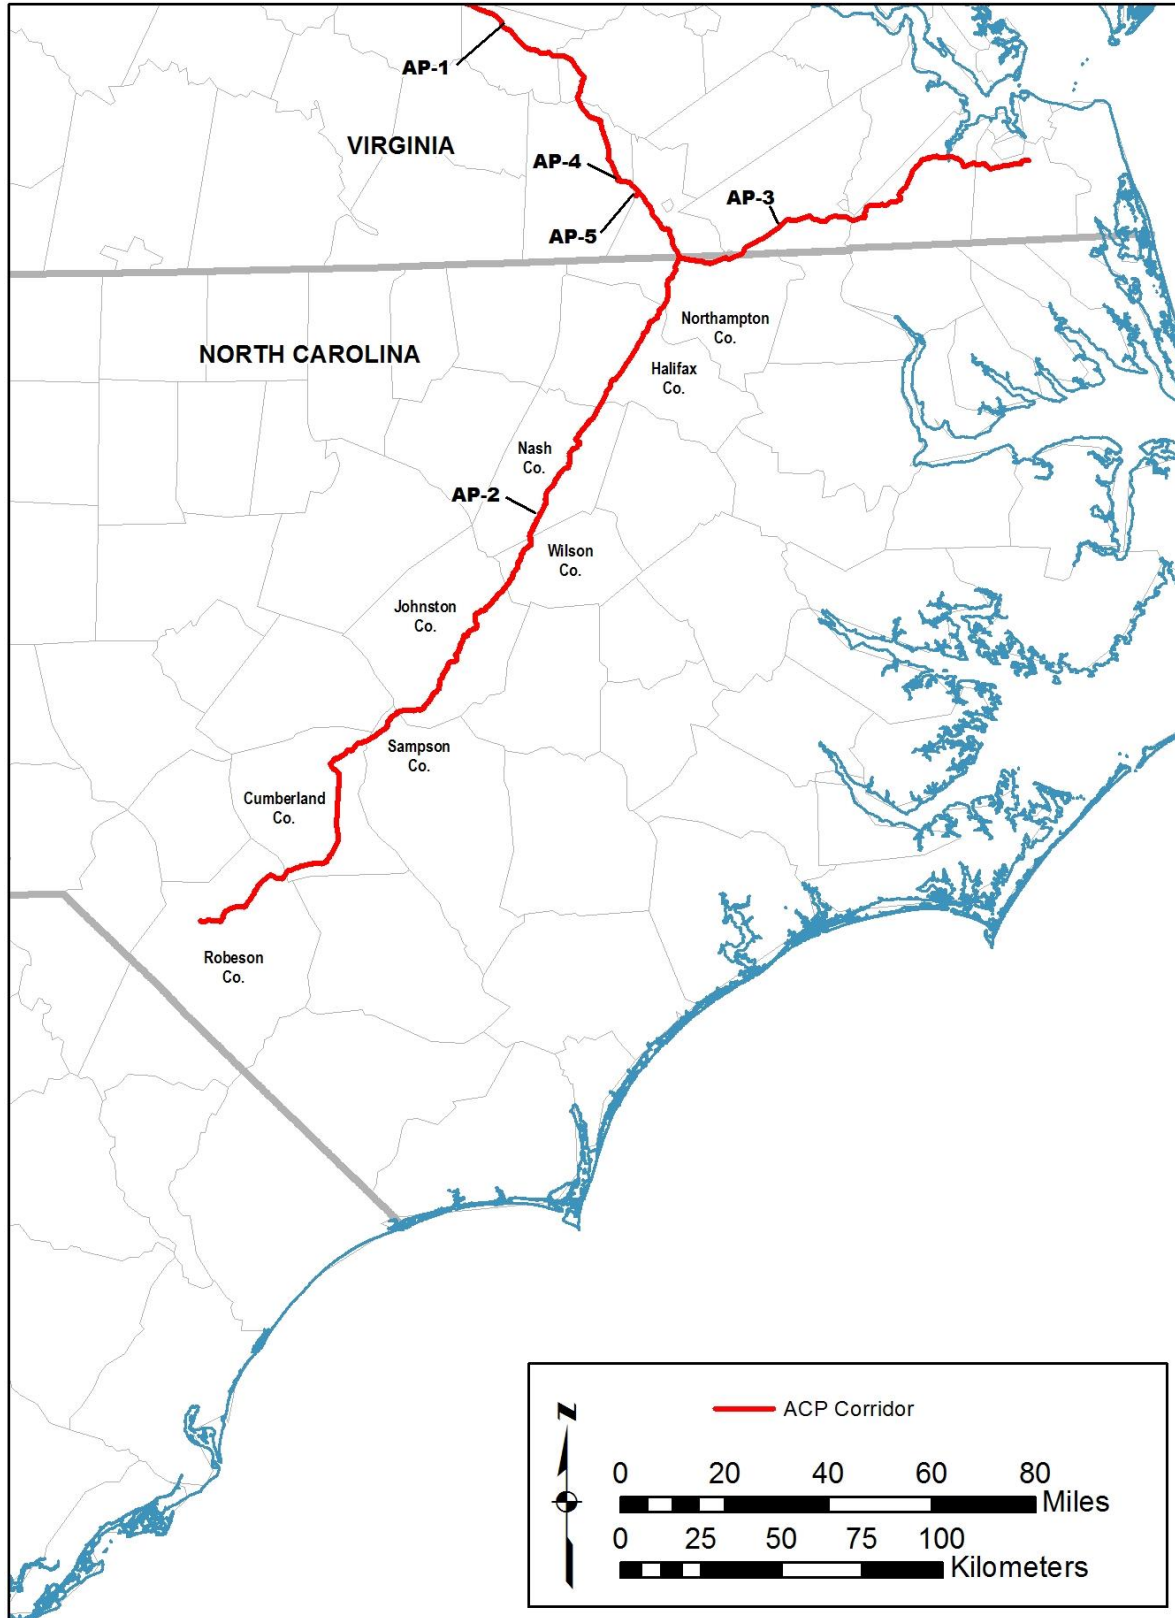 AP-1
VIRGINIA
AP-4
AP-3
AP-5
Northampton
Co.
NORTH CAROLINA
Halifax
Co.
Nash
Co.
AP-2
Wilson
Co.
Johnston
Co.
Sampson
Co.
Cumberland
Co.
Robeson
Co.
N
ACP Corridor
0 20 40 60 80
Miles
0 25 50 75 100
Kilometers